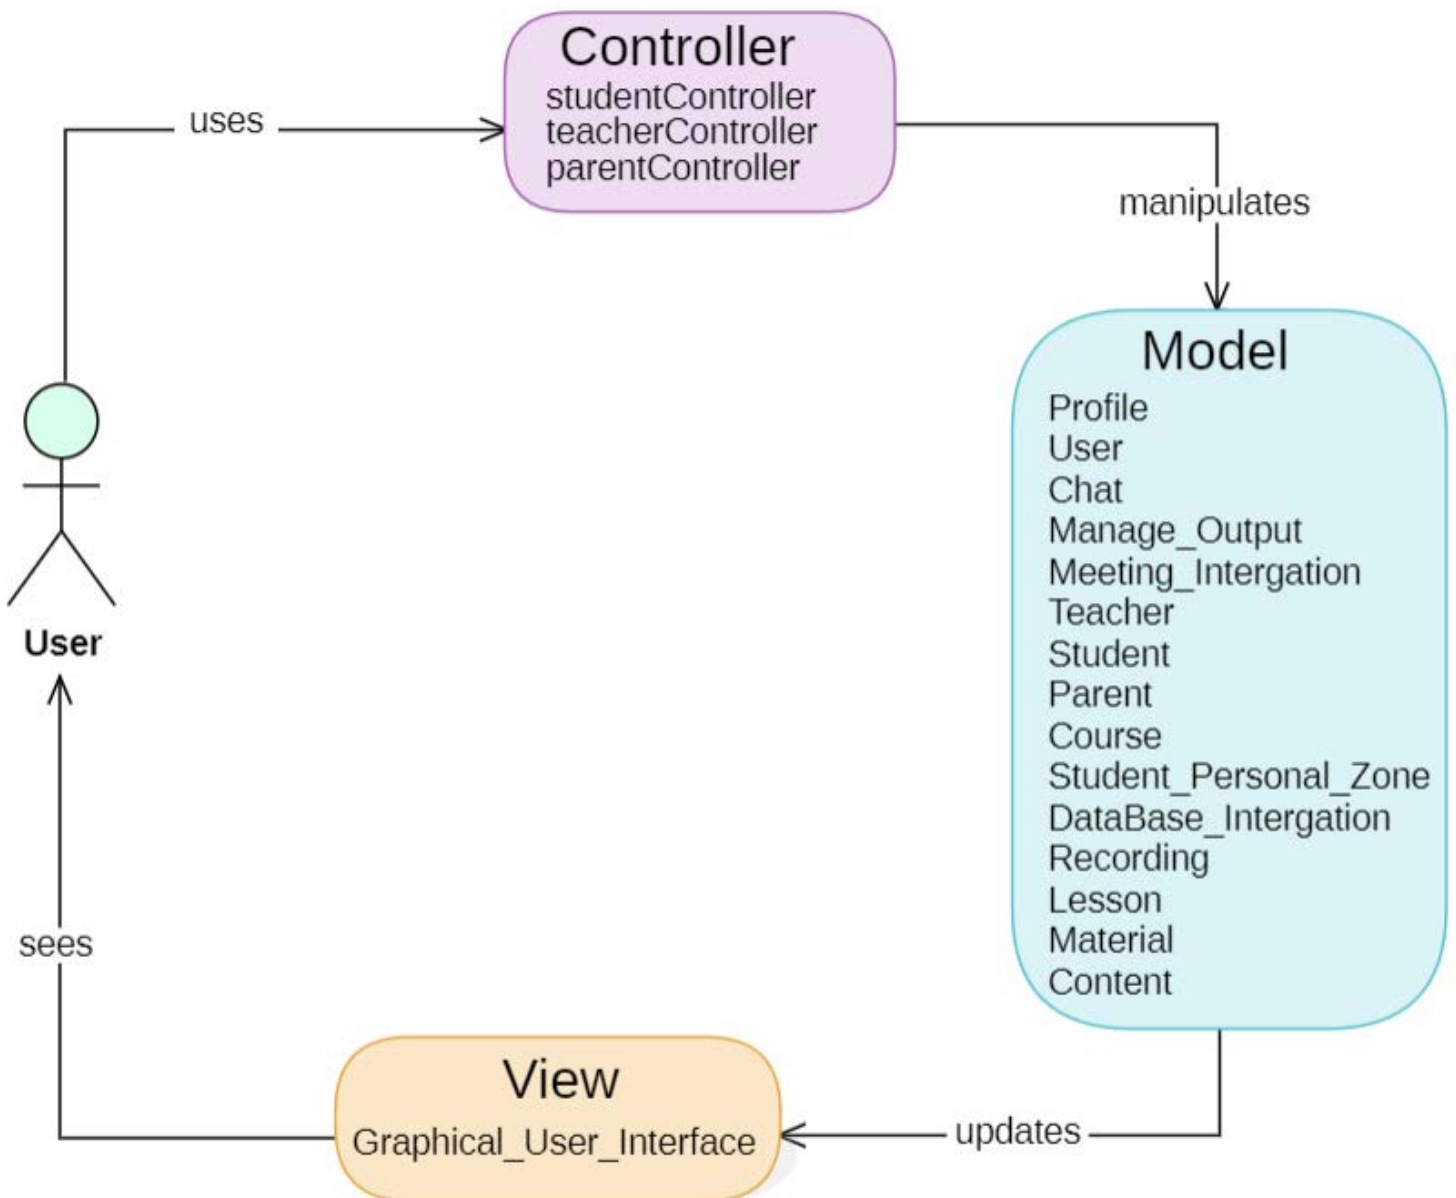 Controller
studentController
teacherController
parentController
uses
manipulates
Model
Profile
User
Chat
Manage_Output
Meeting_Intergation
Teacher
Student
Parent
Course
Student_Personal_Zone
DataBase_Intergation
Recording
Lesson
Material
Content
User
sees
View
Graphical_User_Interface
updates